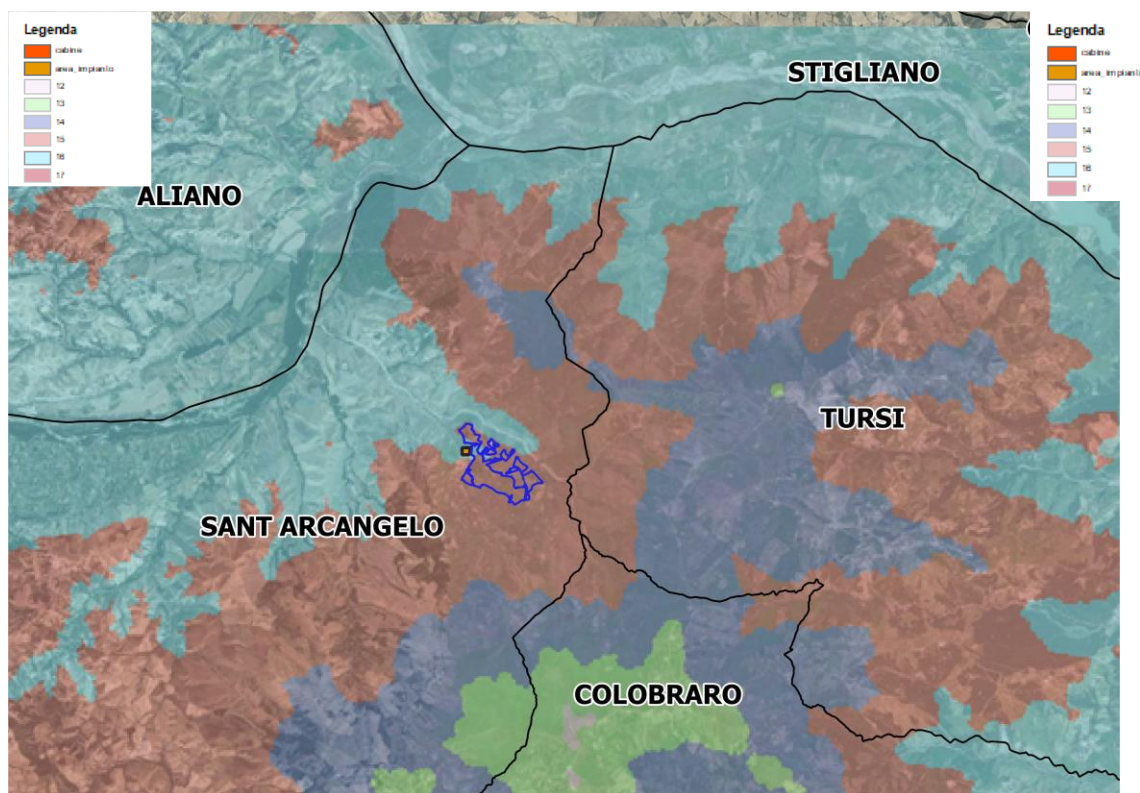 Legenda
cabine
area_impianto
12
13
14
15
16
17
Legenda
cabine
area_impianto
12
13
14
15
16
17
STIGLIANO
ALIANO
TURSI
SANT ARCANGELO
COLOBRARO